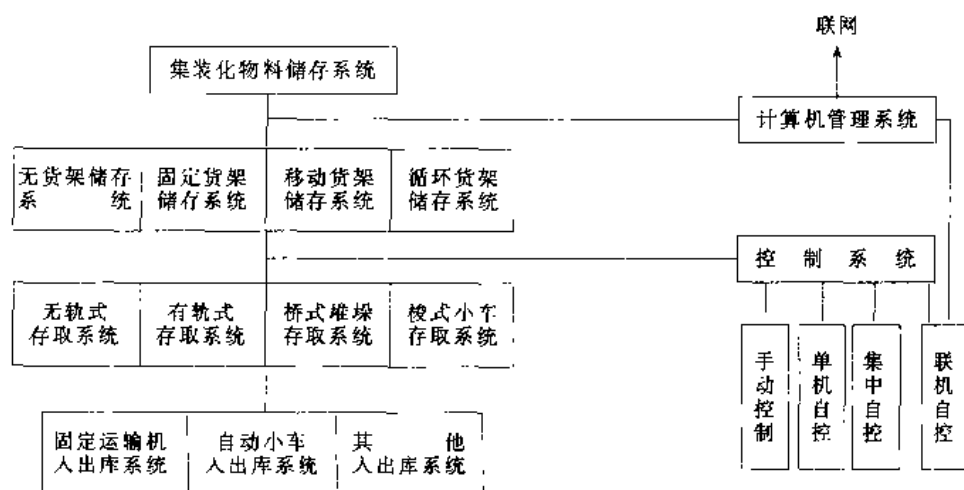 联网
集装化物料储存系统
计算机管理系统
无货架储存
系统
固定货架
储存系统
移动货架
储存系统
循环货架
储存系统
控制系统
无轨式
存取系统
有轨式
存取系统
桥式堆垛
存取系统
梭式小车
存取系统
手动控制
单机自控
集中自控
联机自控
固定运输机
入出库系统
自动小车
入出库系统
其他
入出库系统